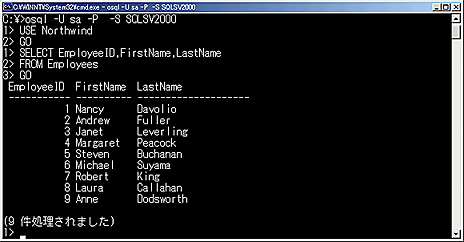 C:¥WINNT¥System32¥cmd.exe - osql -U sa -P  -S SQLSV2000
C:¥>osql -U sa -P  -S SQLSV2000
1> USE Northwind
2> GO
1> SELECT EmployeeID,FirstName,LastName
2> FROM Employees
3> GO
EmployeeID  FirstName  LastName
----------- ---------- --------------------
1 Nancy      Davolio
2 Andrew     Fuller
3 Janet      Leverling
4 Margaret   Peacock
5 Steven     Buchanan
6 Michael    Suyama
7 Robert     King
8 Laura      Callahan
9 Anne       Dodsworth
(9 件処理されました)
1>